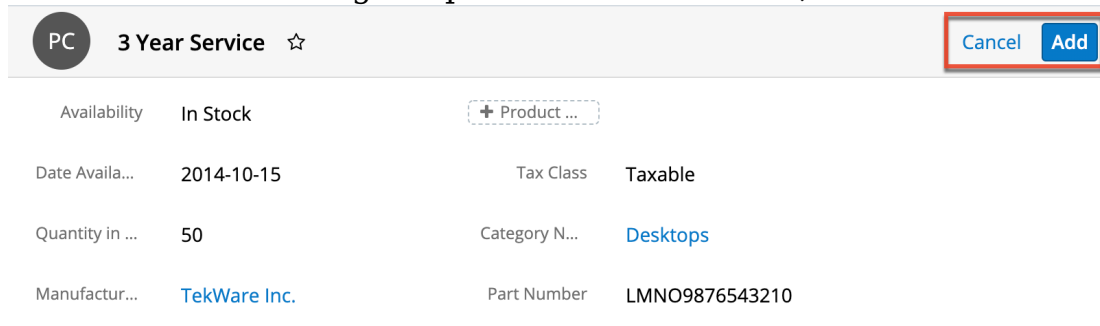 PC 3 Year Service ☆ Cancel Add
Availability In Stock + Product ...
Date Availa... 2014-10-15 Tax Class Taxable
Quantity in ... 50 Category N... Desktops
Manufactur... TekWare Inc. Part Number LMNO9876543210